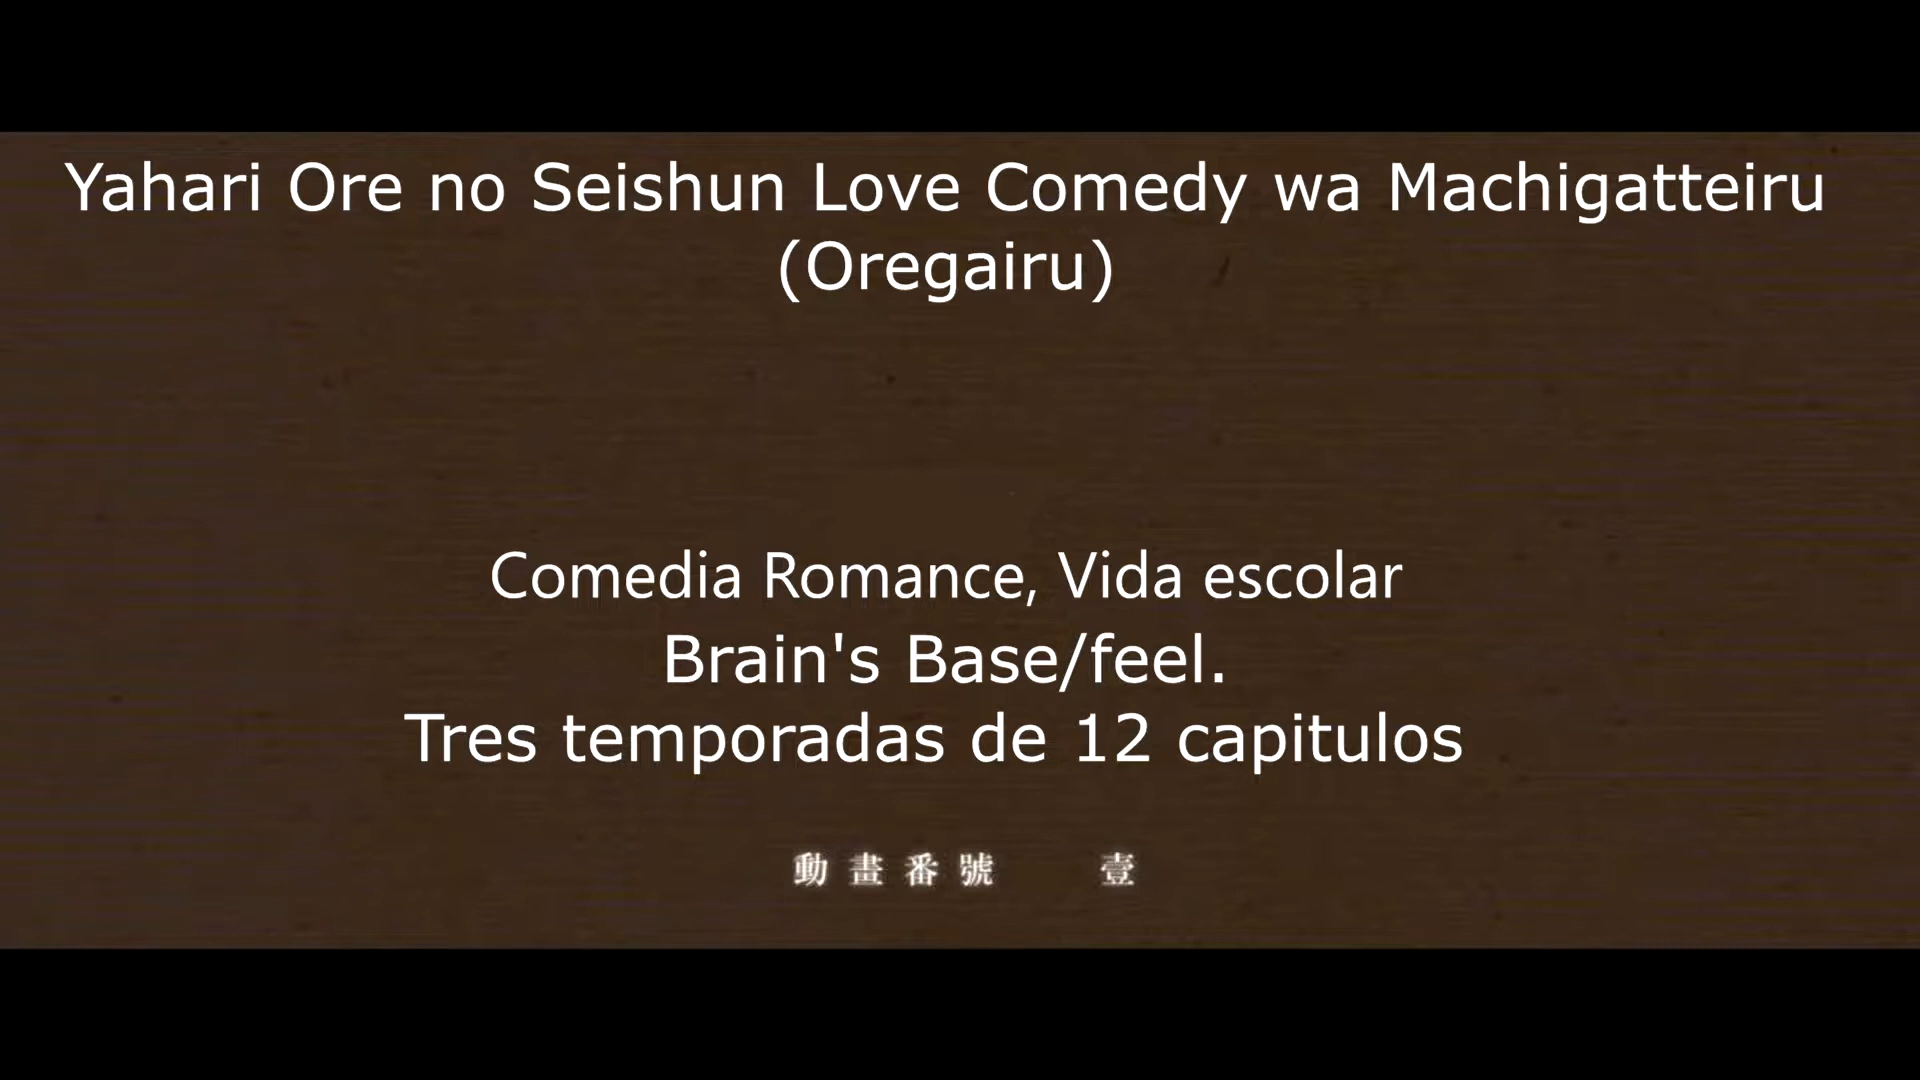 Yahari Ore no Seishun Love Comedy wa Machigatteiru
(Oregairu)
Comedia Romance, Vida escolar
Brain's Base/feel.
Tres temporadas de 12 capitulos
動畫番號 壹